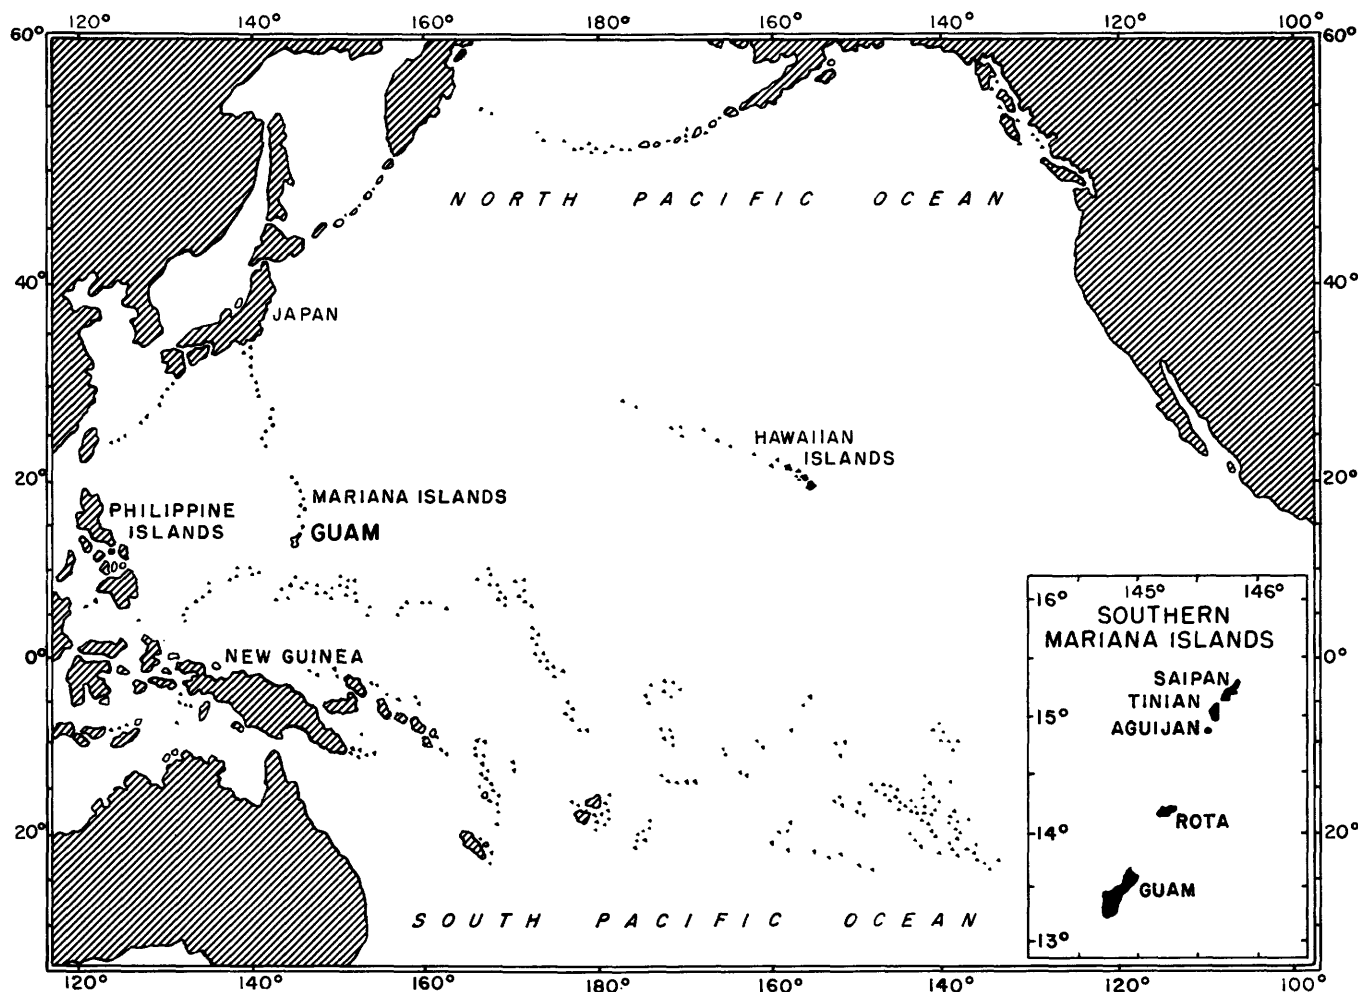 120° 140° 160° 180° 160° 140° 120° 100°
60° 60°
NORTH PACIFIC OCEAN
40° 40°
JAPAN
HAWAIIAN
ISLANDS
20° 20°
MARIANA ISLANDS
PHILIPPINE
ISLANDS
GUAM
16° 145° 146°
SOUTHERN
MARIANA ISLANDS
0° NEW GUINEA 0°
SAIPAN
TINIAN
15° AGUIJAN
14° ROTA
20° 20°
GUAM
SOUTH PACIFIC OCEAN
13°
120° 140° 160° 180° 160° 140° 120° 100°